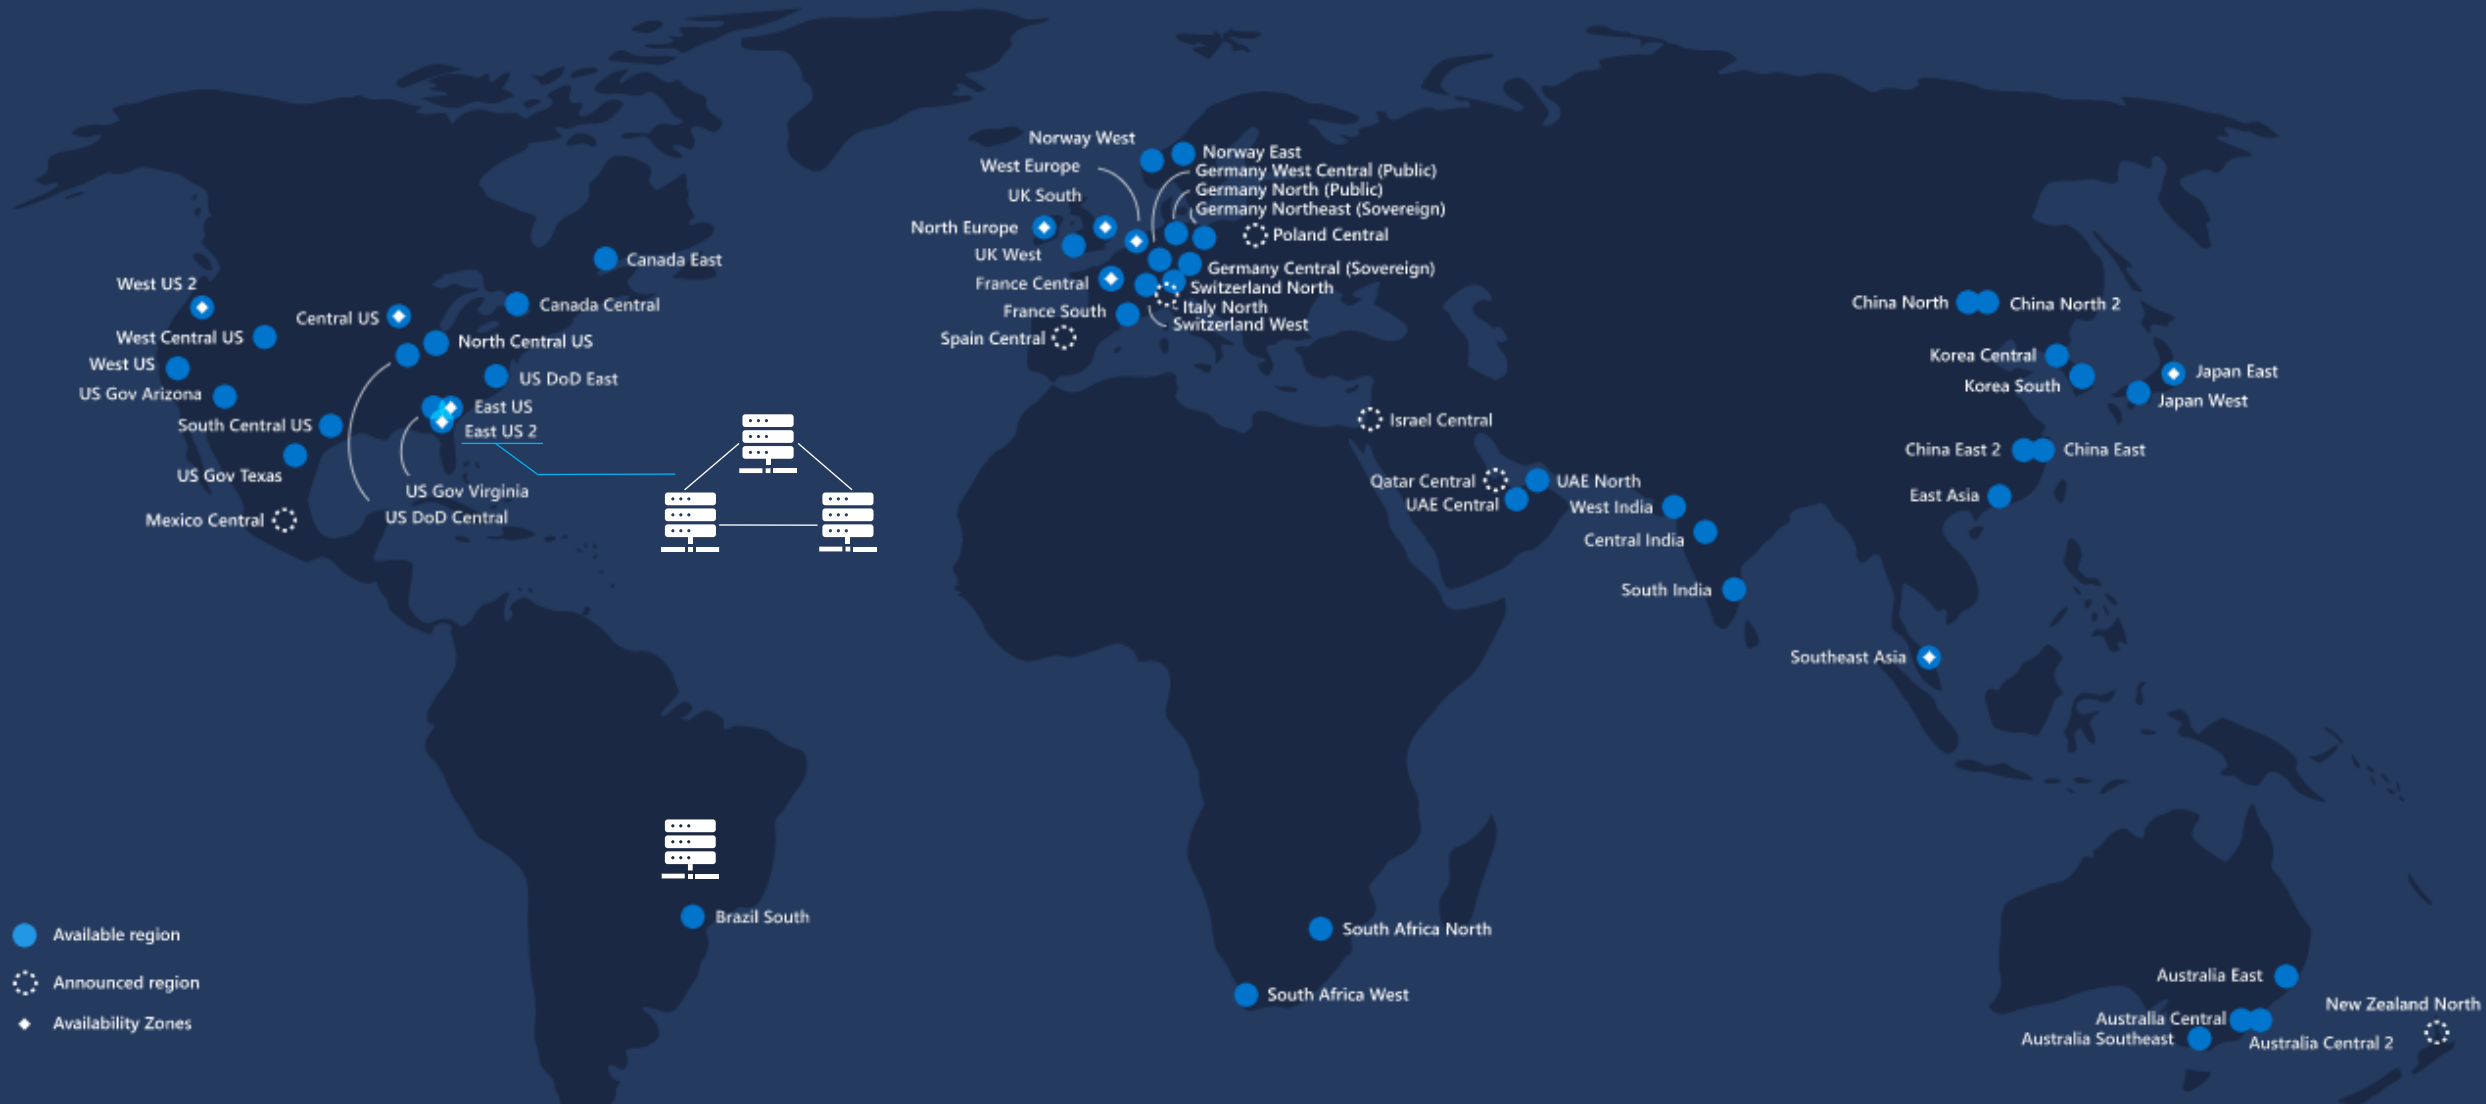 Norway West
Norway East
West Europe
Germany West Central (Public)
Germany North (Public)
UK South
Germany Northeast (Sovereign)
North Europe
Poland Central
UK West
Germany Central (Sovereign)
France Central
Switzerland North
Italy North
France South
Switzerland West
Spain Central
Canada East
West US 2
Canada Central
Central US
West Central US
North Central US
West US
US DoD East
US Gov Arizona
East US
South Central US
East US 2
US Gov Texas
US Gov Virginia
US DoD Central
Mexico Central
China North
China North 2
Korea Central
Japan East
Korea South
Japan West
Israel Central
China East 2
China East
Qatar Central
UAE North
East Asia
UAE Central
West India
Central India
South India
Southeast Asia
Brazil South
South Africa North
South Africa West
Australia East
New Zealand North
Australia Central
Australia Southeast
Australia Central 2
Available region
Announced region
Availability Zones